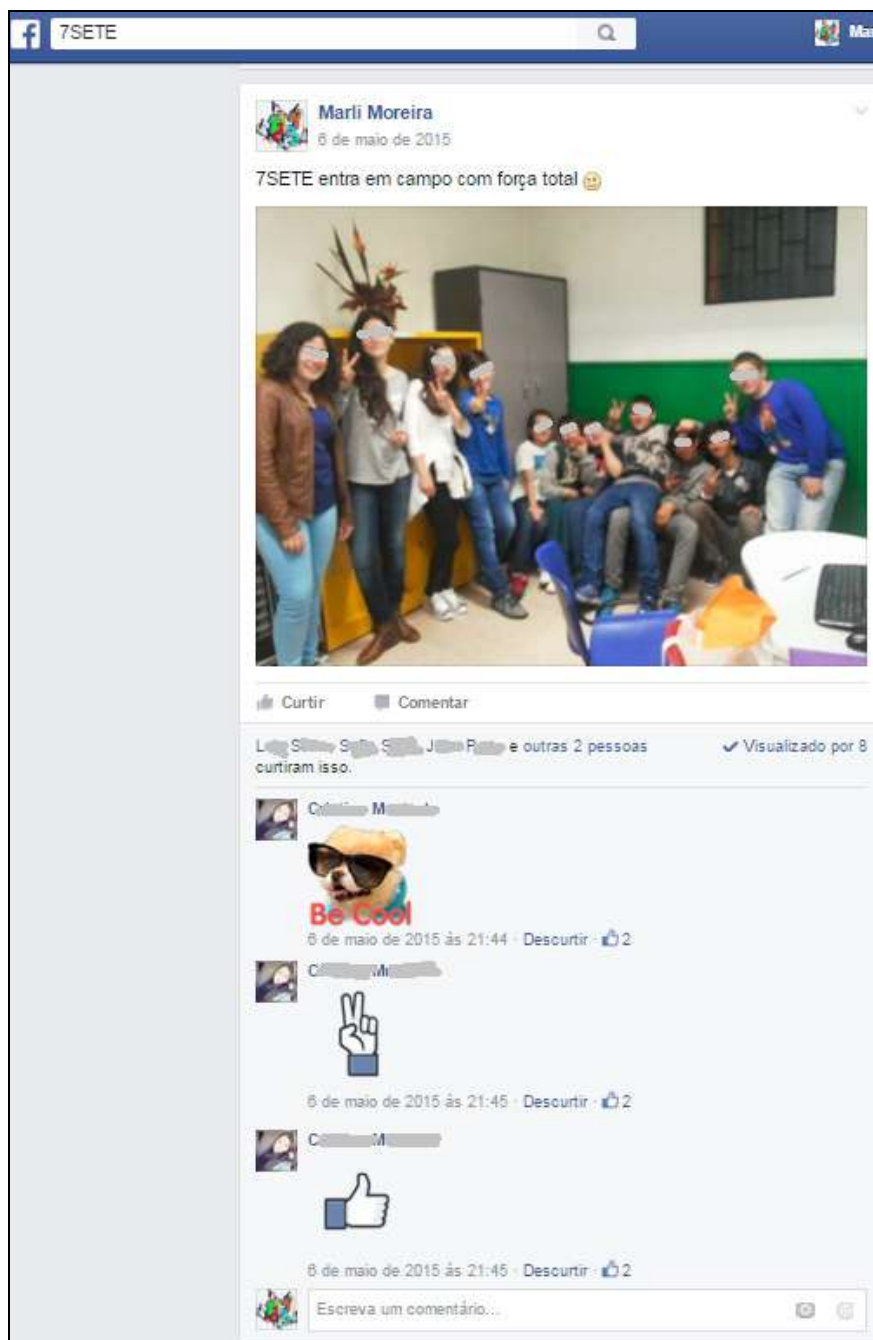 f 7SETE Mar
Marli Moreira
6 de maio de 2015
7SETE entra em campo com força total
Curtir Comentar
e outras 2 pessoas Visualizado por 8
curtiram isso.
Be Cool
6 de maio de 2015 às 21:44 · Descurtir · 2
6 de maio de 2015 às 21:45 · Descurtir · 2
6 de maio de 2015 às 21:45 · Descurtir · 2
Escreva um comentário...